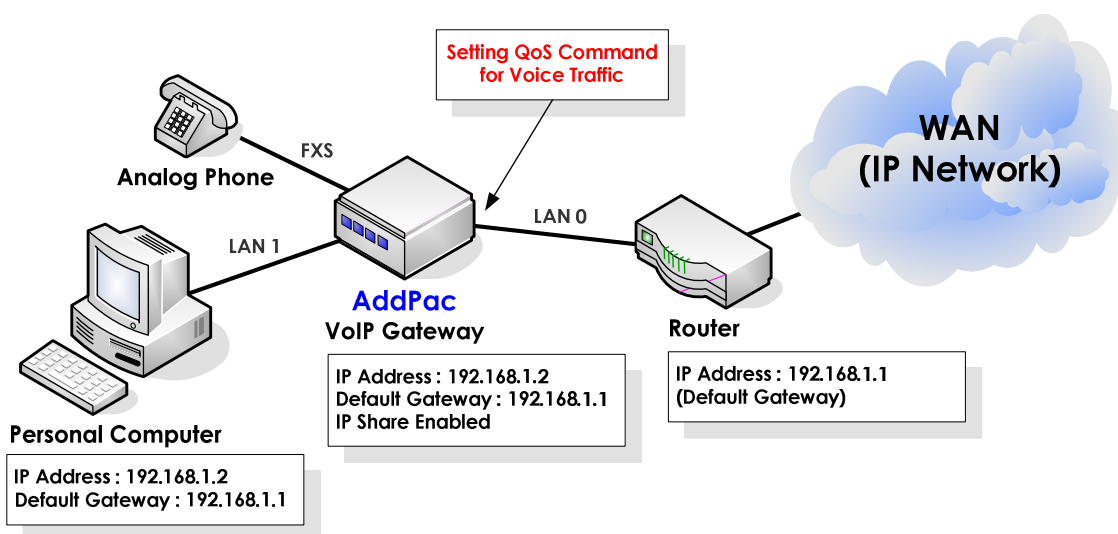 Setting QoS Command
for Voice Traffic
WAN
(IP Network)
FXS
Analog Phone
LAN 0
LAN 1
AddPac
VoIP Gateway
Router
IP Address : 192.168.1.2
Default Gateway : 192.168.1.1
IP Share Enabled
IP Address : 192.168.1.1
(Default Gateway)
Personal Computer
IP Address : 192.168.1.2
Default Gateway : 192.168.1.1